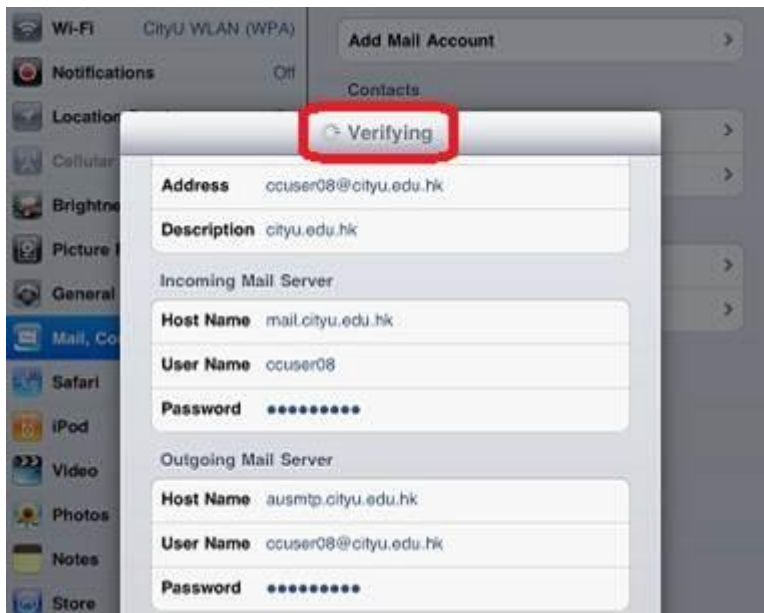 Wi-Fi CityU WLAN (WPA)
Notifications Off
Location
Cellular
Brightne
Picture
General
Mail, Co
Safari
iPod
Video
Photos
Notes
Store
Add Mail Account
Contacts
Verifying
Address ccuser08@cityu.edu.hk
Description cityu.edu.hk
Incoming Mail Server
Host Name mail.cityu.edu.hk
User Name ccuser08
Password •••••••••
Outgoing Mail Server
Host Name ausmtp.cityu.edu.hk
User Name ccuser08@cityu.edu.hk
Password •••••••••